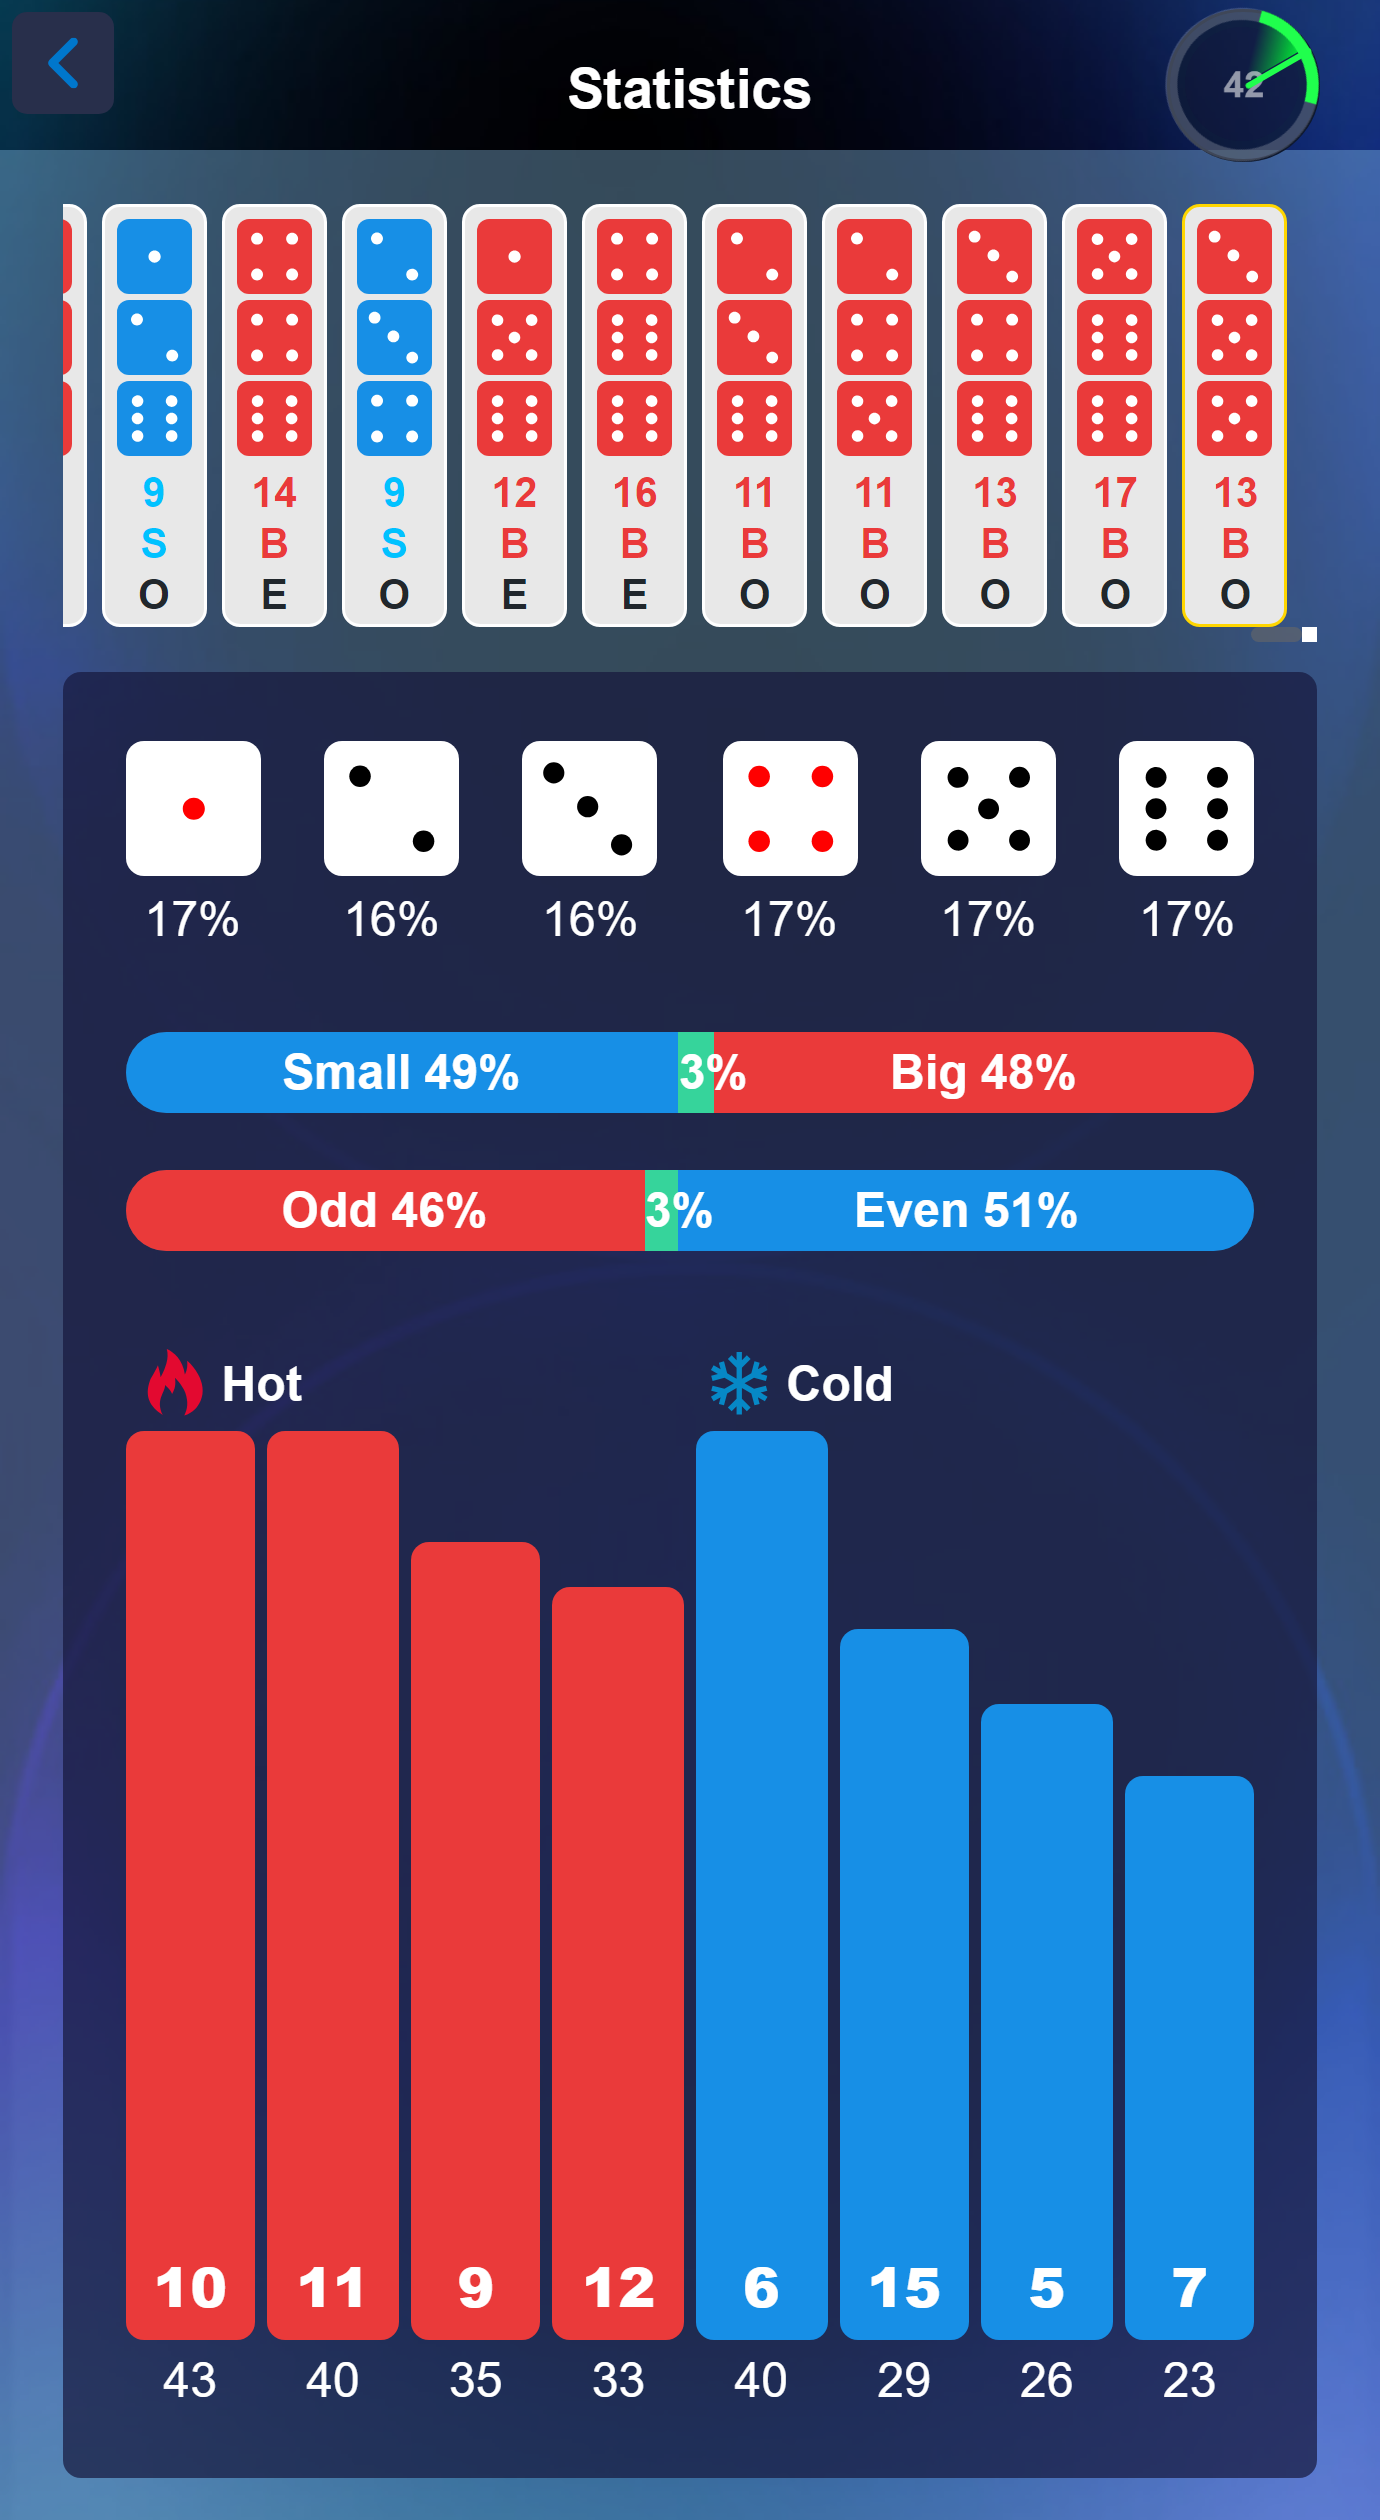 Statistics
42
9 14 9 12 16 11 11 13 17 13
S B S B B B B B B B
O E O E E O O O O O
17% 16% 16% 17% 17% 17%
Small 49% 3% Big 48%
Odd 46% 3% Even 51%
Hot Cold
10 11 9 12 6 15 5 7
43 40 35 33 40 29 26 23